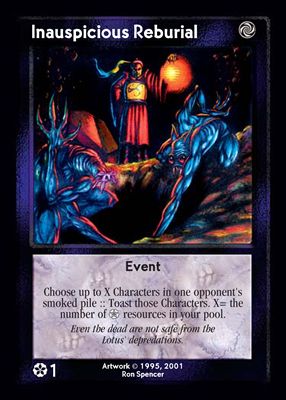 Inauspicious Reburial
Event
Choose up to X Characters in one opponent's
smoked pile :: Toast those Characters. X= the
number of resources in your pool.
Even the dead are not safe from the
Lotus' depredations.
1
Artwork © 1995, 2001
Ron Spencer